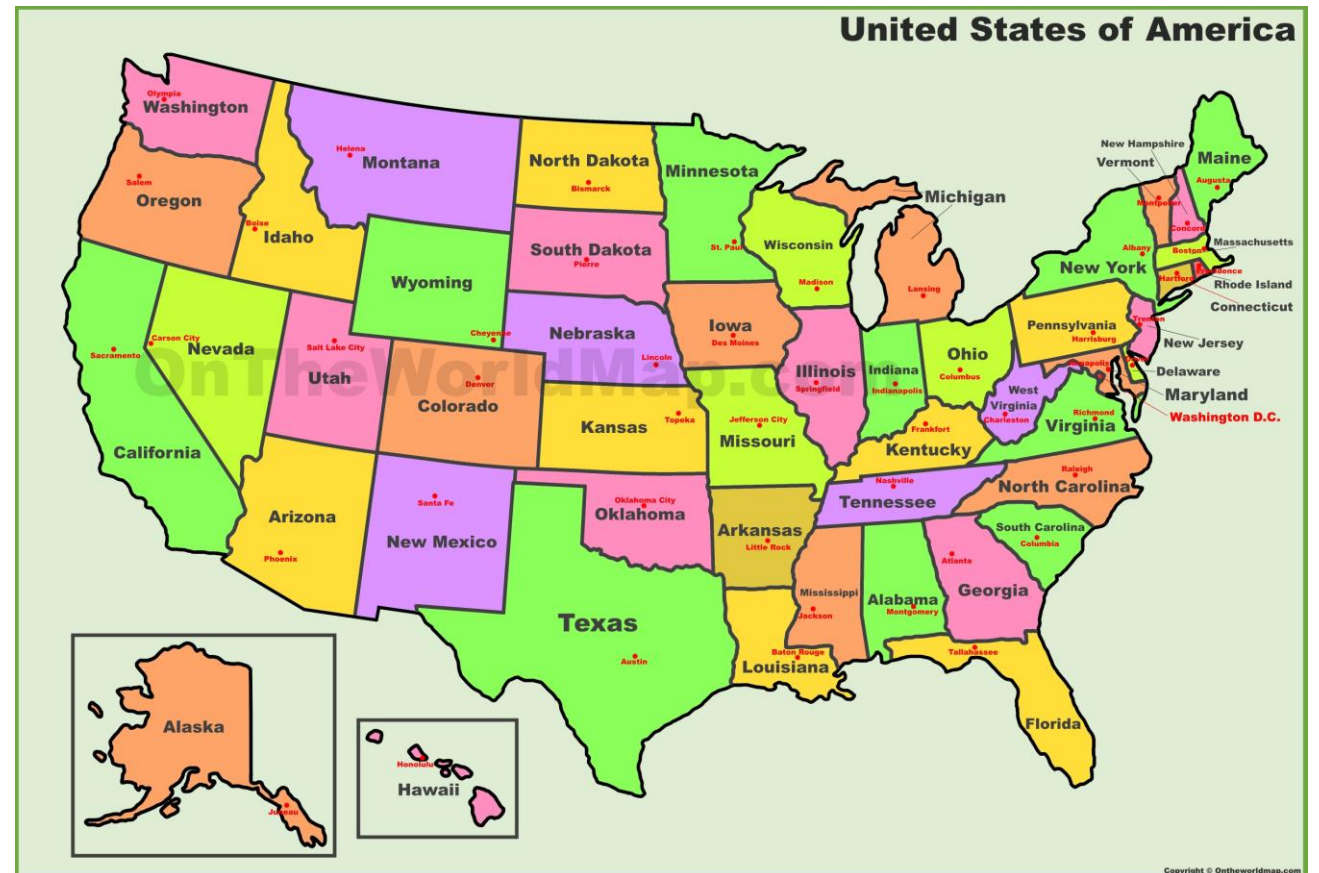 United States of America
Olympia
Washington
Helena
Montana
North Dakota
Bismarck
Minnesota
St. Paul
Salem
Oregon
Boise
Idaho
South Dakota
Pierre
Wyoming
Cheyenne
Wisconsin
Madison
Michigan
Lansing
New Hampshire
Vermont
Montpelier
Maine
Augusta
Concord
Albany
New York
Boston
Massachusetts
Hartford
Providence
Rhode Island
Connecticut
Carson City
Nevada
Sacramento
California
Salt Lake City
Utah
Nebraska
Lincoln
Iowa
Des Moines
Illinois
Springfield
Indiana
Indianapolis
Ohio
Columbus
Pennsylvania
Harrisburg
Trenton
New Jersey
Annapolis
Dover
Delaware
Maryland
Washington D.C.
OnTheWorldMap.com
Denver
Colorado
Kansas
Topeka
Jefferson City
Missouri
Frankfort
Kentucky
West
Virginia
Charleston
Richmond
Virginia
Arizona
Phoenix
Santa Fe
New Mexico
Oklahoma City
Oklahoma
Arkansas
Little Rock
Nashville
Tennessee
Raleigh
North Carolina
South Carolina
Columbia
Texas
Austin
Mississippi
Jackson
Alabama
Montgomery
Atlanta
Georgia
Baton Rouge
Louisiana
Tallahassee
Florida
Alaska
Juneau
Honolulu
Hawaii
Copyright © Ontheworldmap.com